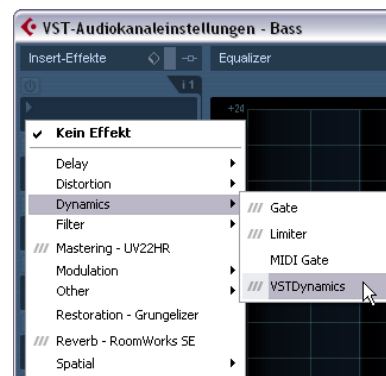 VST-Audiokanaleinstellungen - Bass
Insert-Effekte
Equalizer
i1
+24
Kein Effekt
Delay
Distortion
Dynamics
Filter
Mastering - UV22HR
Modulation
Other
Restoration - Grungelizer
Reverb - RoomWorks SE
Spatial
Gate
Limiter
MIDI Gate
VSTDynamics